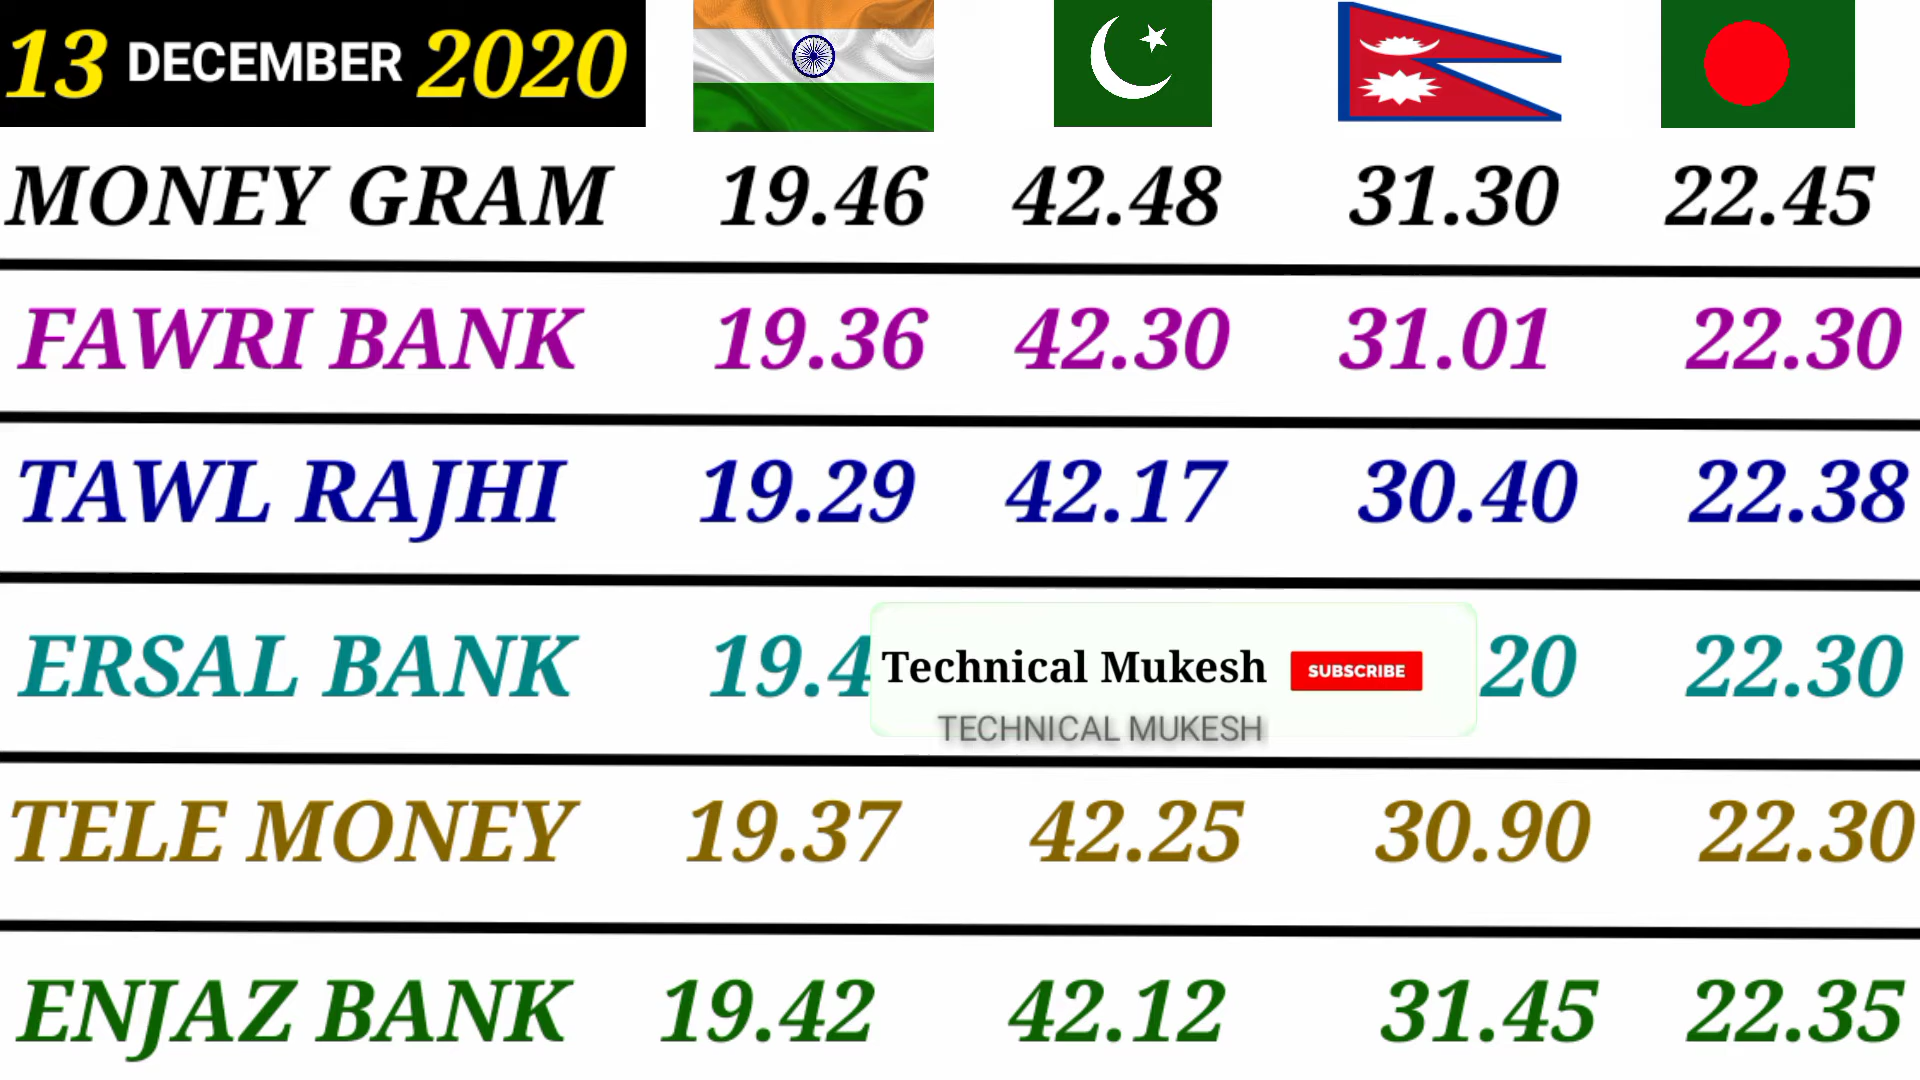 13 DECEMBER 2020
MONEY GRAM 19.46 42.48 31.30 22.45
FAWRI BANK 19.36 42.30 31.01 22.30
TAWL RAJHI 19.29 42.17 30.40 22.38
ERSAL BANK 19.4 Technical Mukesh SUBSCRIBE 20 22.30
TECHNICAL MUKESH
TELE MONEY 19.37 42.25 30.90 22.30
ENJAZ BANK 19.42 42.12 31.45 22.35